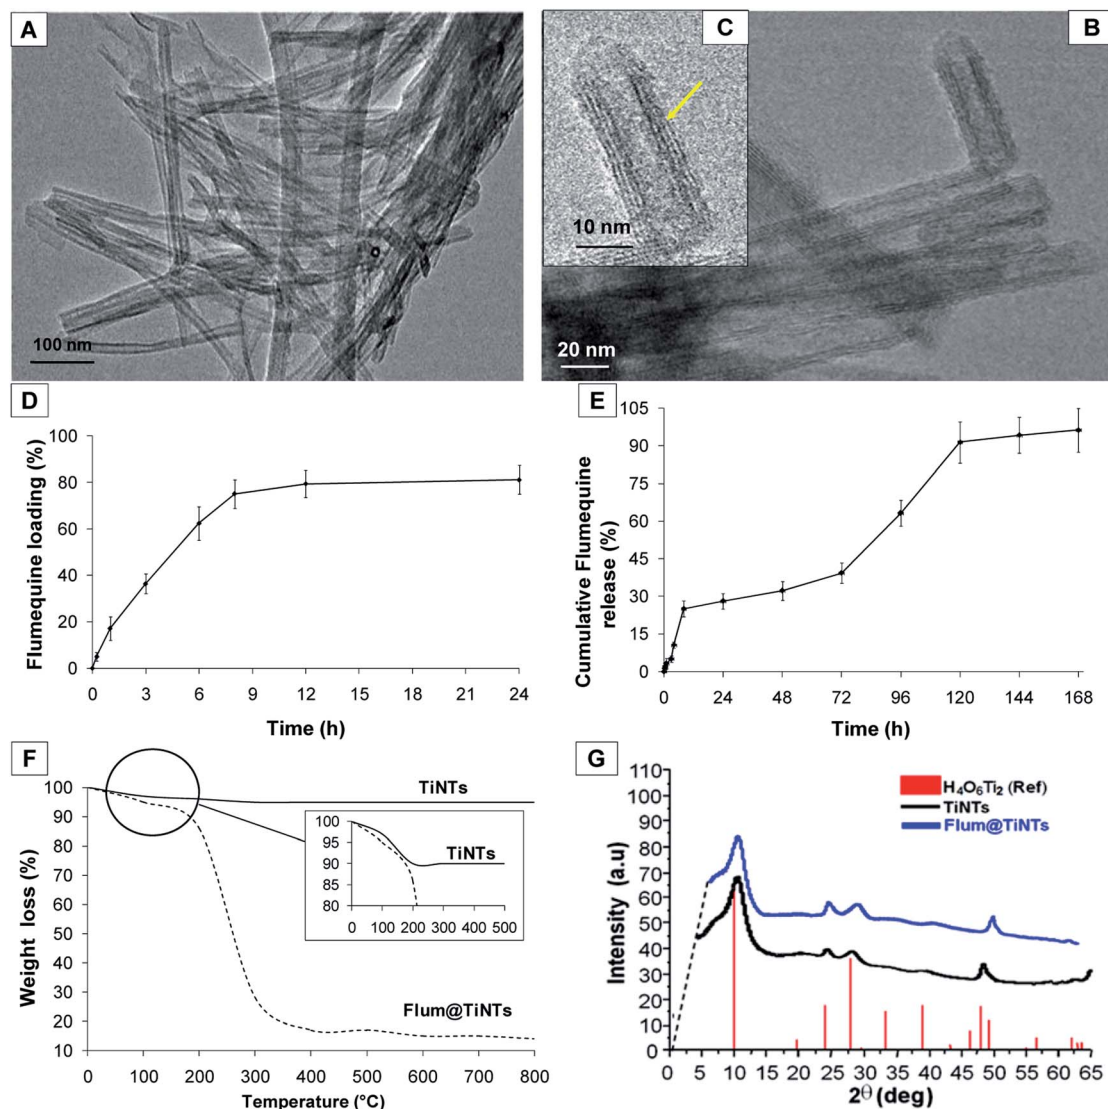 A
100 nm
C
10 nm
B
20 nm
D
Flumequine loading (%)
100
80
60
40
20
0
0 3 6 9 12 15 18 21 24
Time (h)
E
Cumulative Flumequine
release (%)
105
90
75
60
45
30
15
0
0 24 48 72 96 120 144 168
Time (h)
F
Weight loss (%)
100
90
80
70
60
50
40
30
20
10
TiNTs
100
95
90
85
80
TiNTs
0 100 200 300 400 500
Flum@TiNTs
0 100 200 300 400 500 600 700 800
Temperature (°C)
G
Intensity (a.u)
110
100
90
80
70
60
50
40
30
20
10
0
H₄O₆Ti₂ (Ref)
TiNTs
Flum@TiNTs
0 5 10 15 20 25 30 35 40 45 50 55 60 65
2θ (deg)